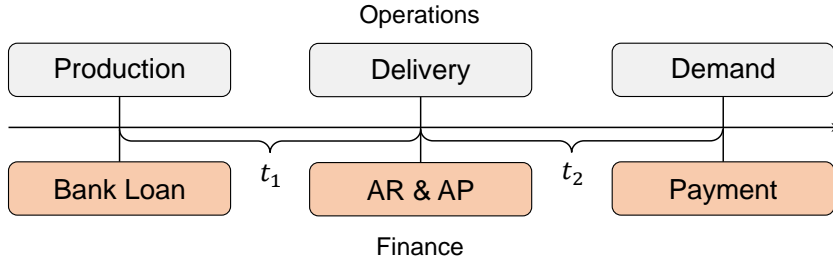 Operations
Production Delivery Demand
t₁ t₂
Bank Loan AR & AP Payment
Finance